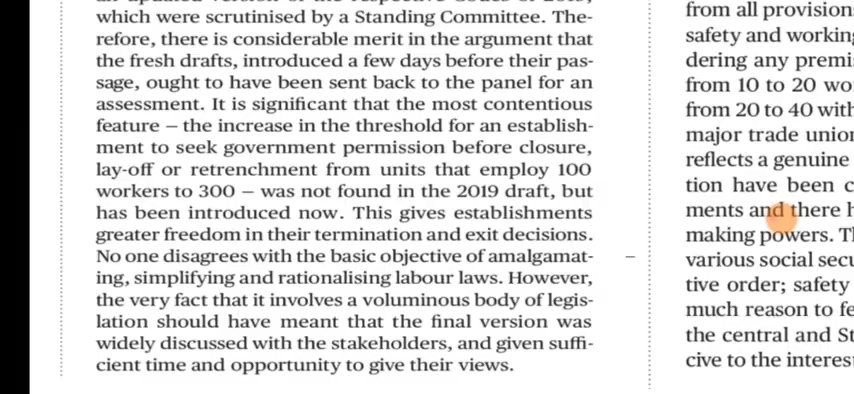 which were scrutinised by a Standing Committee. The-
refore, there is considerable merit in the argument that
the fresh drafts, introduced a few days before their pas-
sage, ought to have been sent back to the panel for an
assessment. It is significant that the most contentious
feature – the increase in the threshold for an establish-
ment to seek government permission before closure,
lay-off or retrenchment from units that employ 100
workers to 300 – was not found in the 2019 draft, but
has been introduced now. This gives establishments
greater freedom in their termination and exit decisions.
No one disagrees with the basic objective of amalgamat-
ing, simplifying and rationalising labour laws. However,
the very fact that it involves a voluminous body of legis-
lation should have meant that the final version was
widely discussed with the stakeholders, and given suffi-
cient time and opportunity to give their views.
from all provision
safety and working
dering any premi
from 10 to 20 wo
from 20 to 40 with
major trade union
reflects a genuine
tion have been c
ments and there h
making powers. Th
various social secu
tive order; safety
much reason to fe
the central and St
cive to the interest